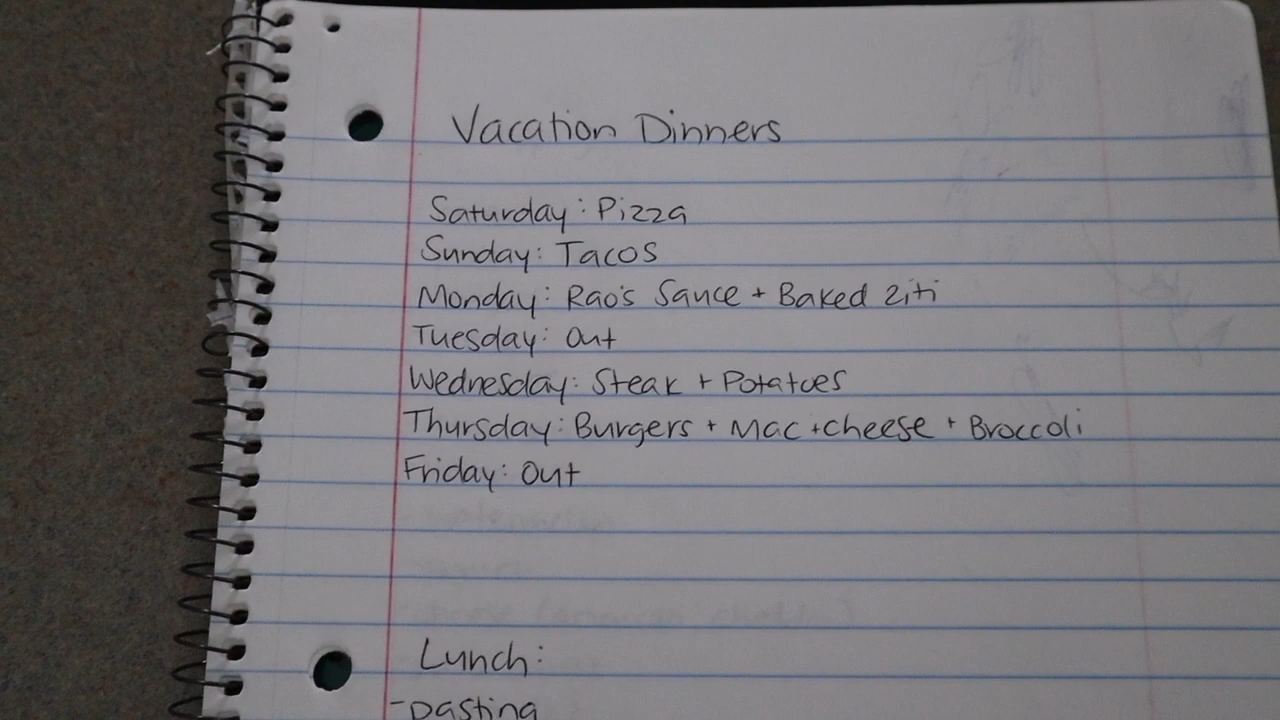 Vacation Dinners
Saturday: Pizza
Sunday: Tacos
Monday: Rao's Sauce + Baked Ziti
Tuesday: Out
Wednesday: Steak + Potatoes
Thursday: Burgers + Mac + cheese + Broccoli
Friday: Out
Lunch:
- Pasting